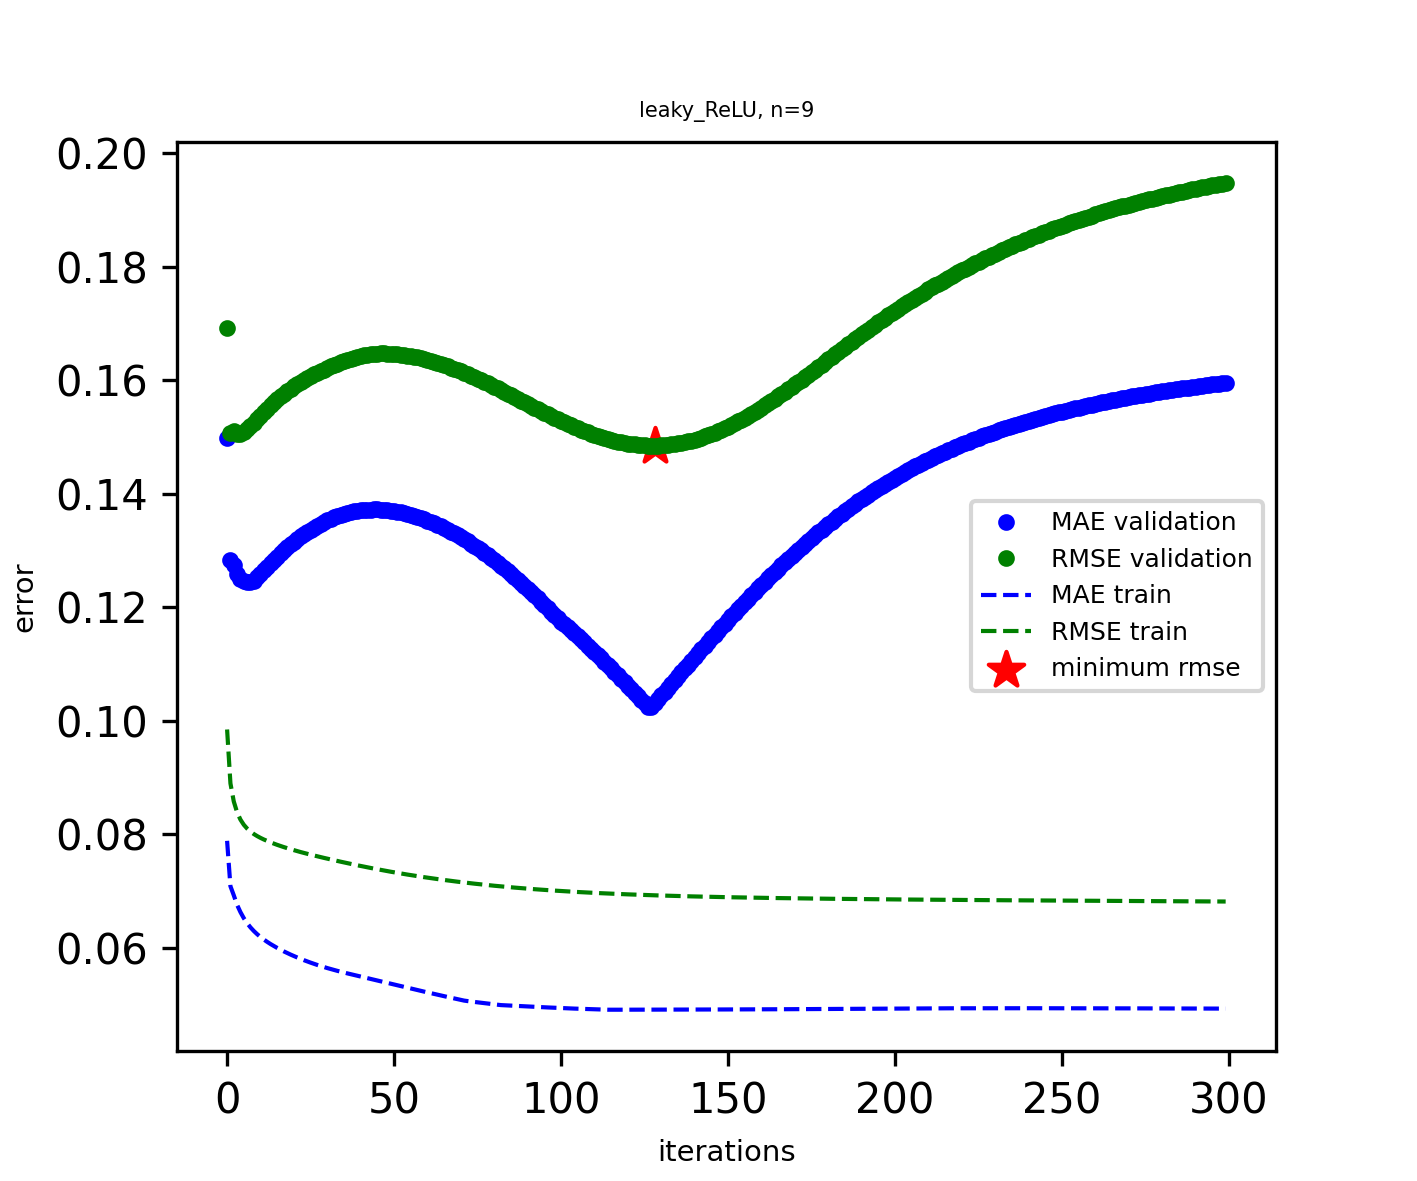 leaky_ReLU, n=9
0.20
0.18
0.16
0.14
0.12
0.10
0.08
0.06
error
MAE validation
RMSE validation
MAE train
RMSE train
minimum rmse
0 50 100 150 200 250 300
iterations